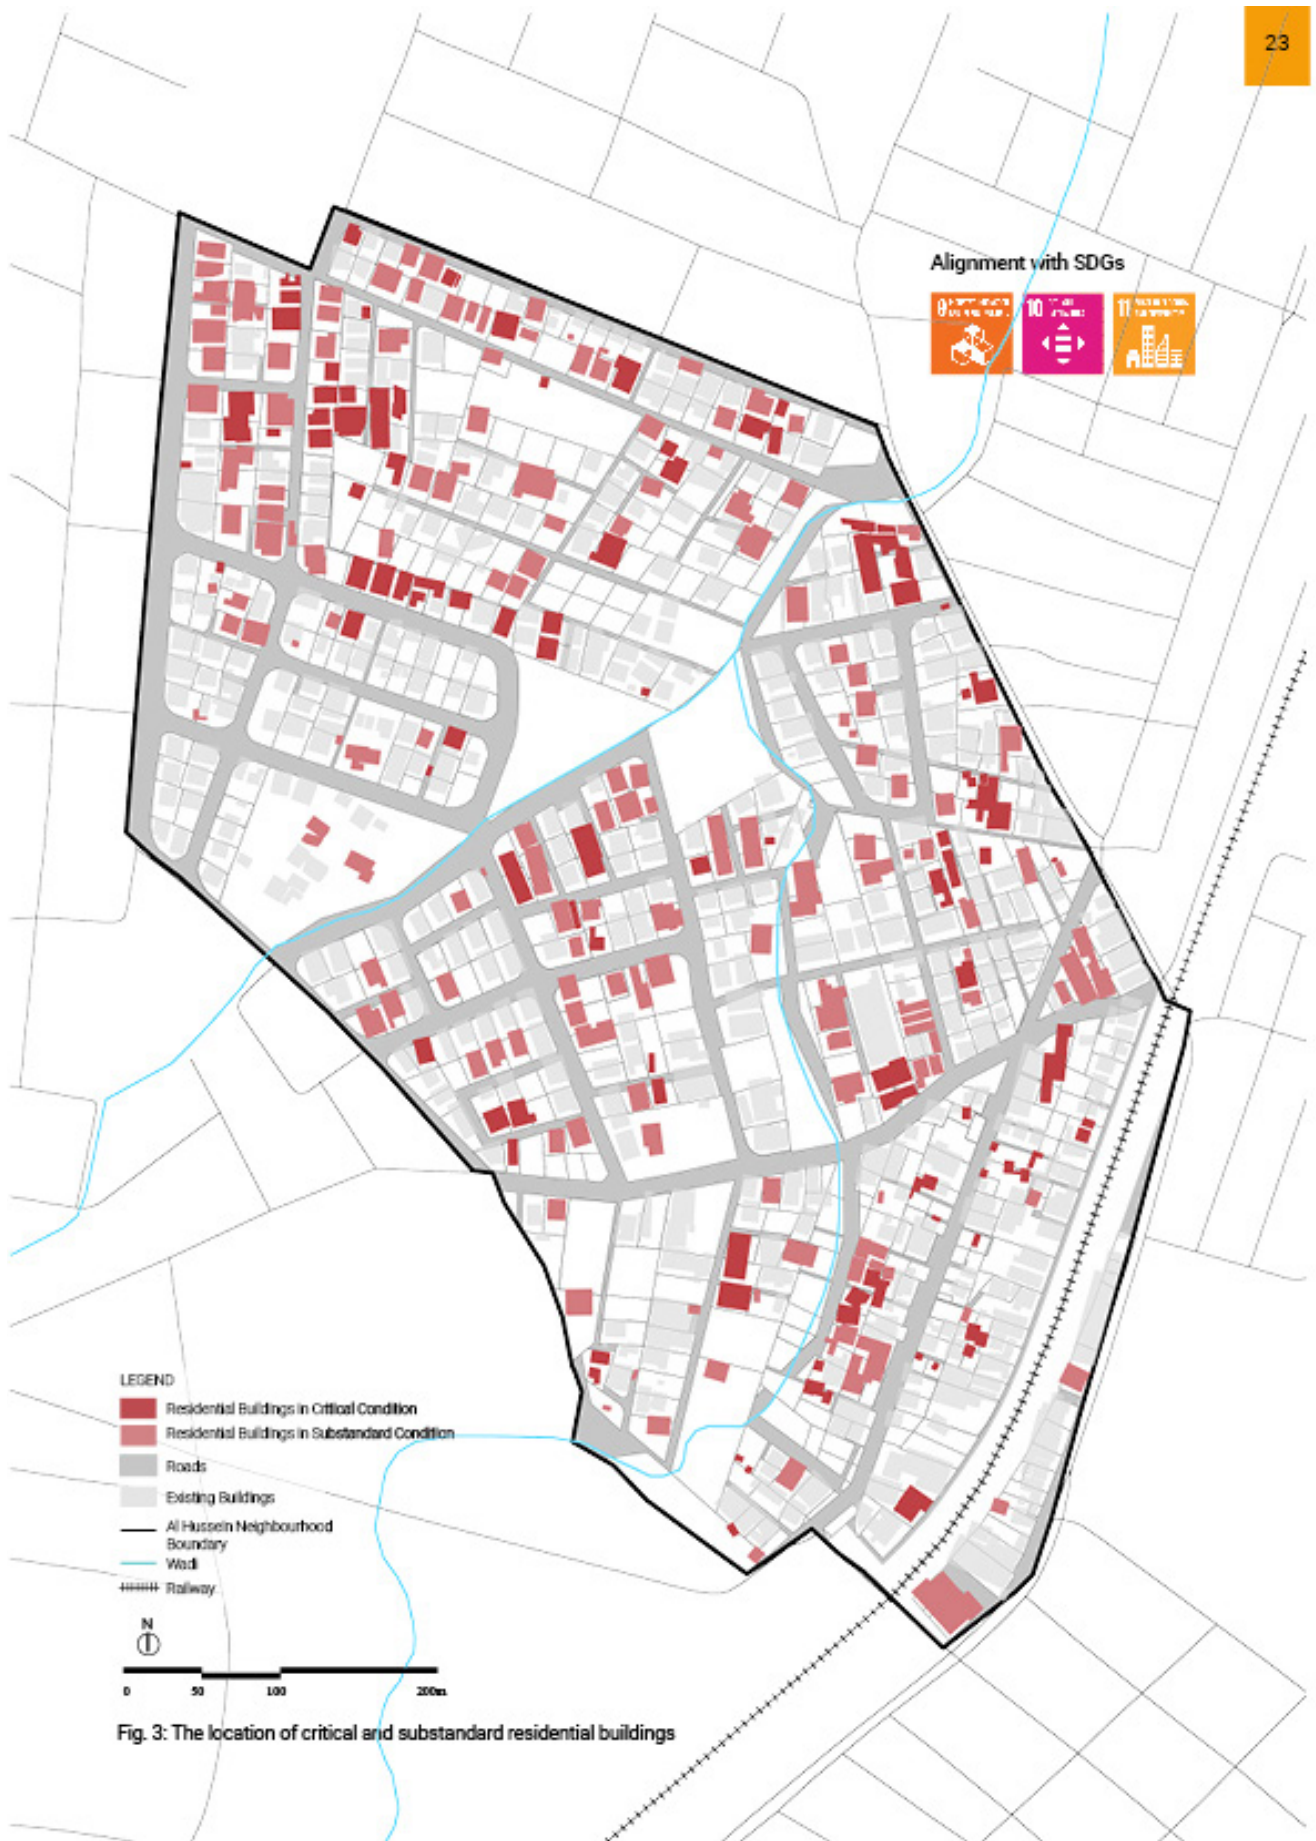 23
Alignment with SDGs
9
10
11
LEGEND
Residential Buildings in Critical Condition
Residential Buildings in Substandard Condition
Roads
Existing Buildings
Al Hussein Neighbourhood
Boundary
Wadi
Railway
N
0 50 100 200m
Fig. 3: The location of critical and substandard residential buildings